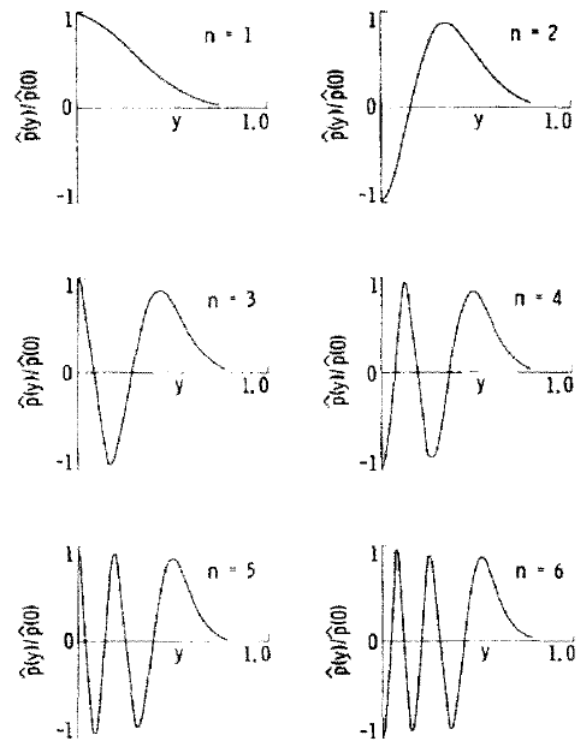 1
n = 1
p̂(y)/p̂(0)
0
y
1.0
-1
1
n = 2
p̂(y)/p̂(0)
0
y
1.0
-1
1
n = 3
p̂(y)/p̂(0)
0
y
1.0
-1
1
n = 4
p̂(y)/p̂(0)
0
y
1.0
-1
1
n = 5
p̂(y)/p̂(0)
0
y
1.0
-1
1
n = 6
p̂(y)/p̂(0)
0
y
1.0
-1